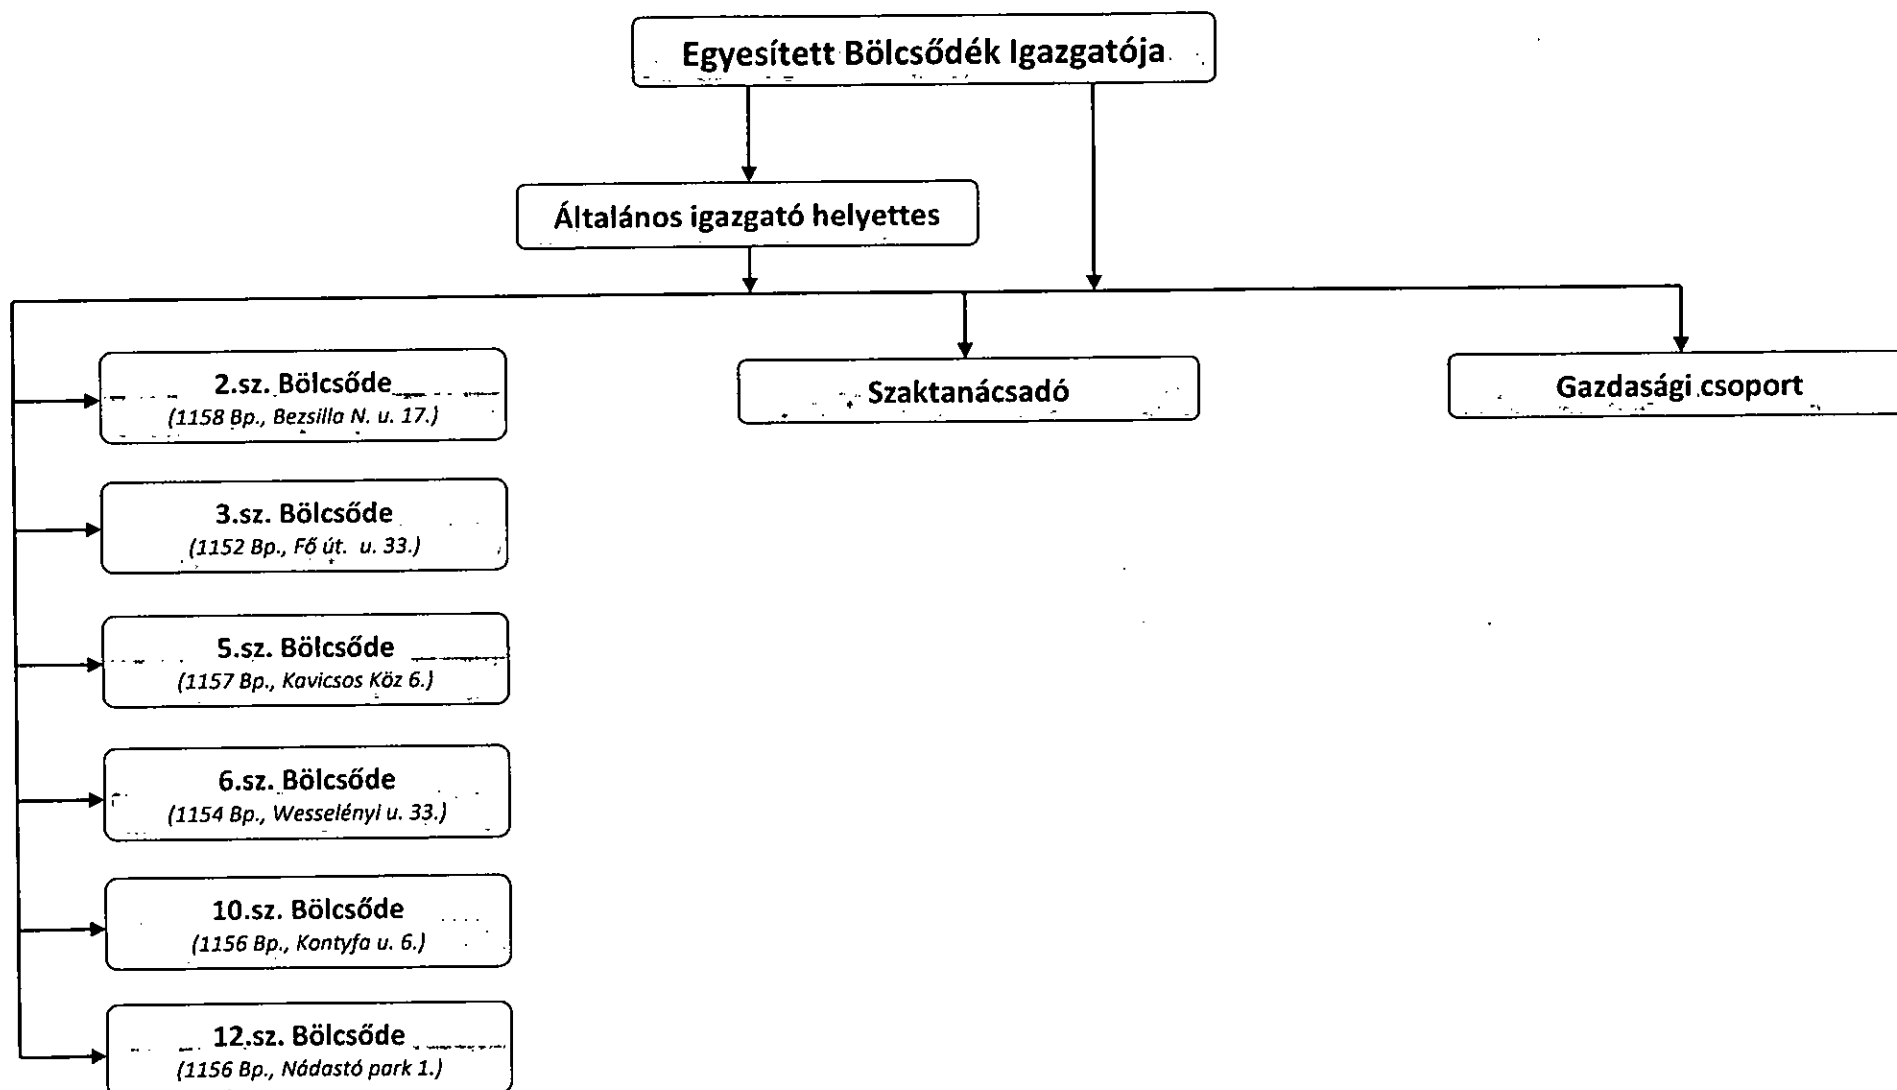 Egyesített Bölcsődék Igazgatója
Általános igazgató helyettes
2.sz. Bölcsőde
(1158 Bp., Bezsilla N. u. 17.)
Szaktanácsadó
Gazdasági csoport
3.sz. Bölcsőde
(1152 Bp., Fő út. u. 33.)
5.sz. Bölcsőde
(1157 Bp., Kavicsos Köz 6.)
6.sz. Bölcsőde
(1154 Bp., Wesselényi u. 33.)
10.sz. Bölcsőde
(1156 Bp., Kontyfa u. 6.)
12.sz. Bölcsőde
(1156 Bp., Nádastó park 1.)